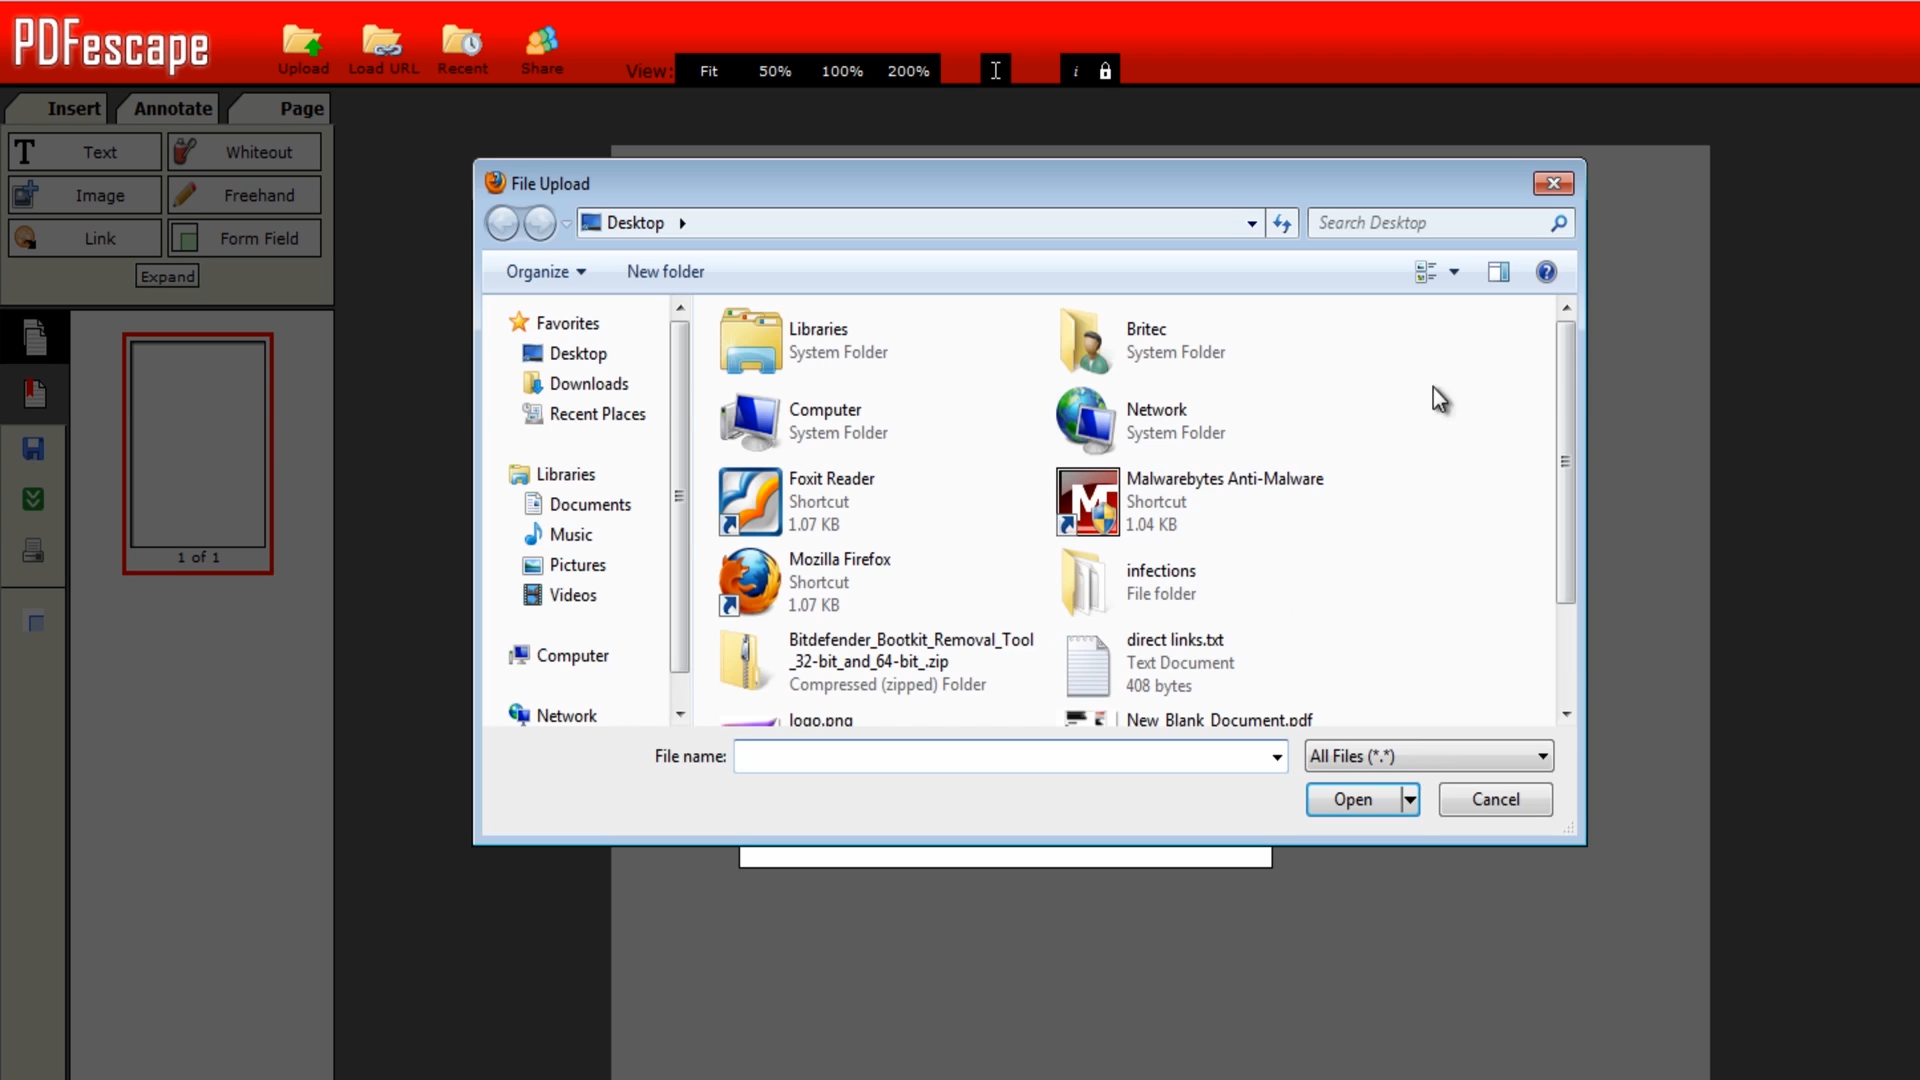 PDFescape
Upload
Load URL
Recent
Share
View:
Fit
50%
100%
200%
i
Insert
Annotate
Page
T
Text
Whiteout
Image
Freehand
Link
Form Field
Expand
1 of 1
File Upload
Desktop
Search Desktop
Organize
New folder
Favorites
Desktop
Downloads
Recent Places
Libraries
Documents
Music
Pictures
Videos
Computer
Network
Libraries
System Folder
Britec
System Folder
Computer
System Folder
Network
System Folder
Foxit Reader
Shortcut
1.07 KB
Malwarebytes Anti-Malware
Shortcut
1.04 KB
Mozilla Firefox
Shortcut
1.07 KB
infections
File folder
Bitdefender_Bootkit_Removal_Tool
_32-bit_and_64-bit_.zip
Compressed (zipped) Folder
direct links.txt
Text Document
408 bytes
logo.png
New Blank Document.pdf
File name:
All Files (*.*)
Open
Cancel